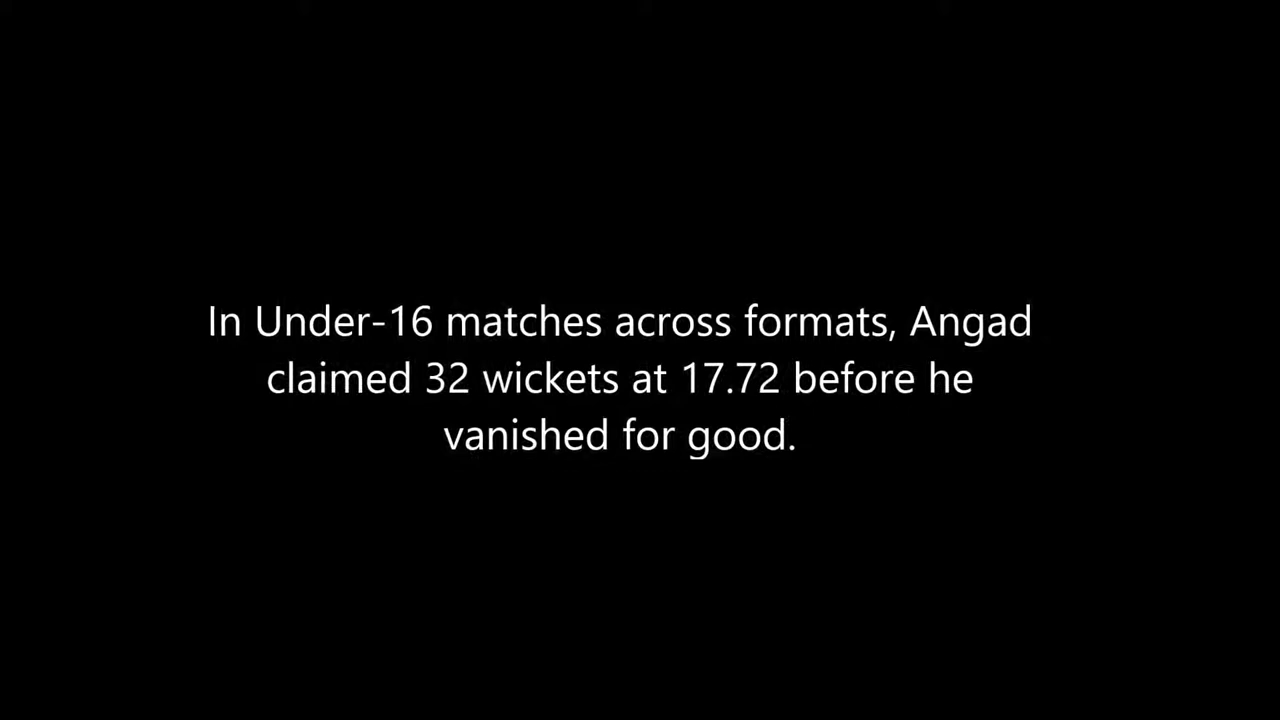 In Under-16 matches across formats, Angad
claimed 32 wickets at 17.72 before he
vanished for good.